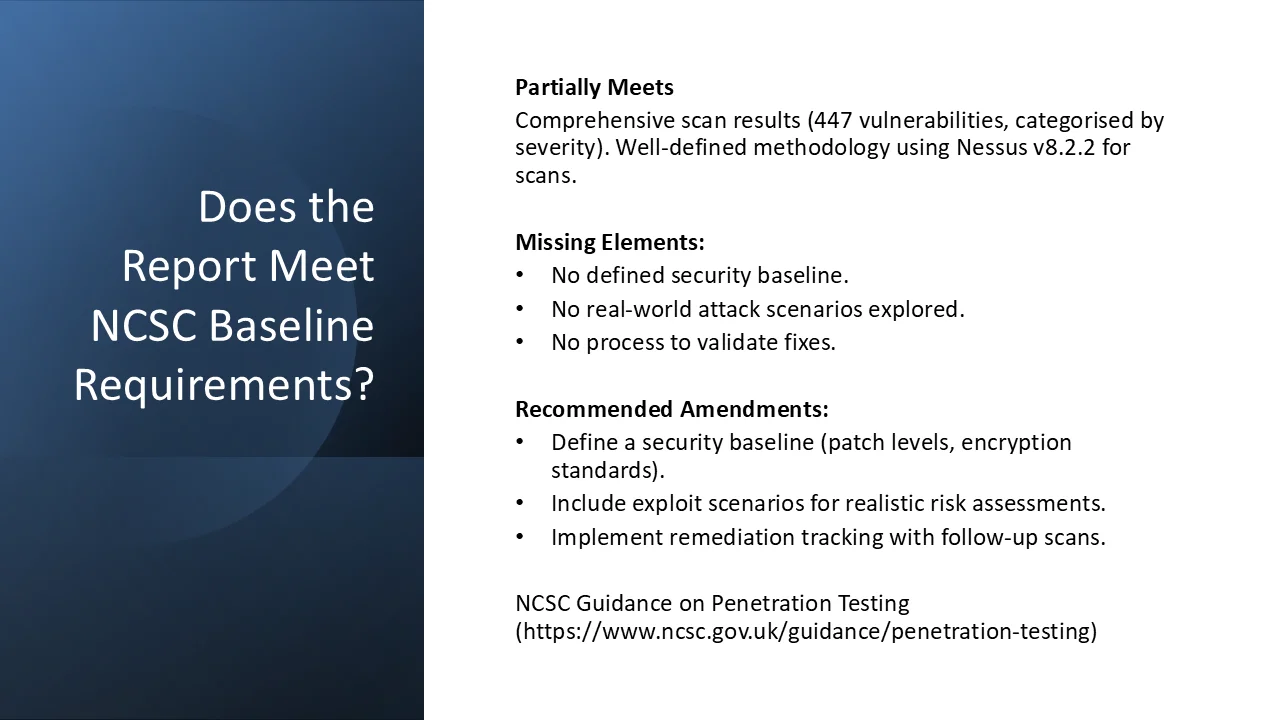 Does the
Report Meet
NCSC Baseline
Requirements?
Partially Meets
Comprehensive scan results (447 vulnerabilities, categorised by
severity). Well-defined methodology using Nessus v8.2.2 for
scans.
Missing Elements:
• No defined security baseline.
• No real-world attack scenarios explored.
• No process to validate fixes.
Recommended Amendments:
• Define a security baseline (patch levels, encryption
standards).
• Include exploit scenarios for realistic risk assessments.
• Implement remediation tracking with follow-up scans.
NCSC Guidance on Penetration Testing
(https://www.ncsc.gov.uk/guidance/penetration-testing)